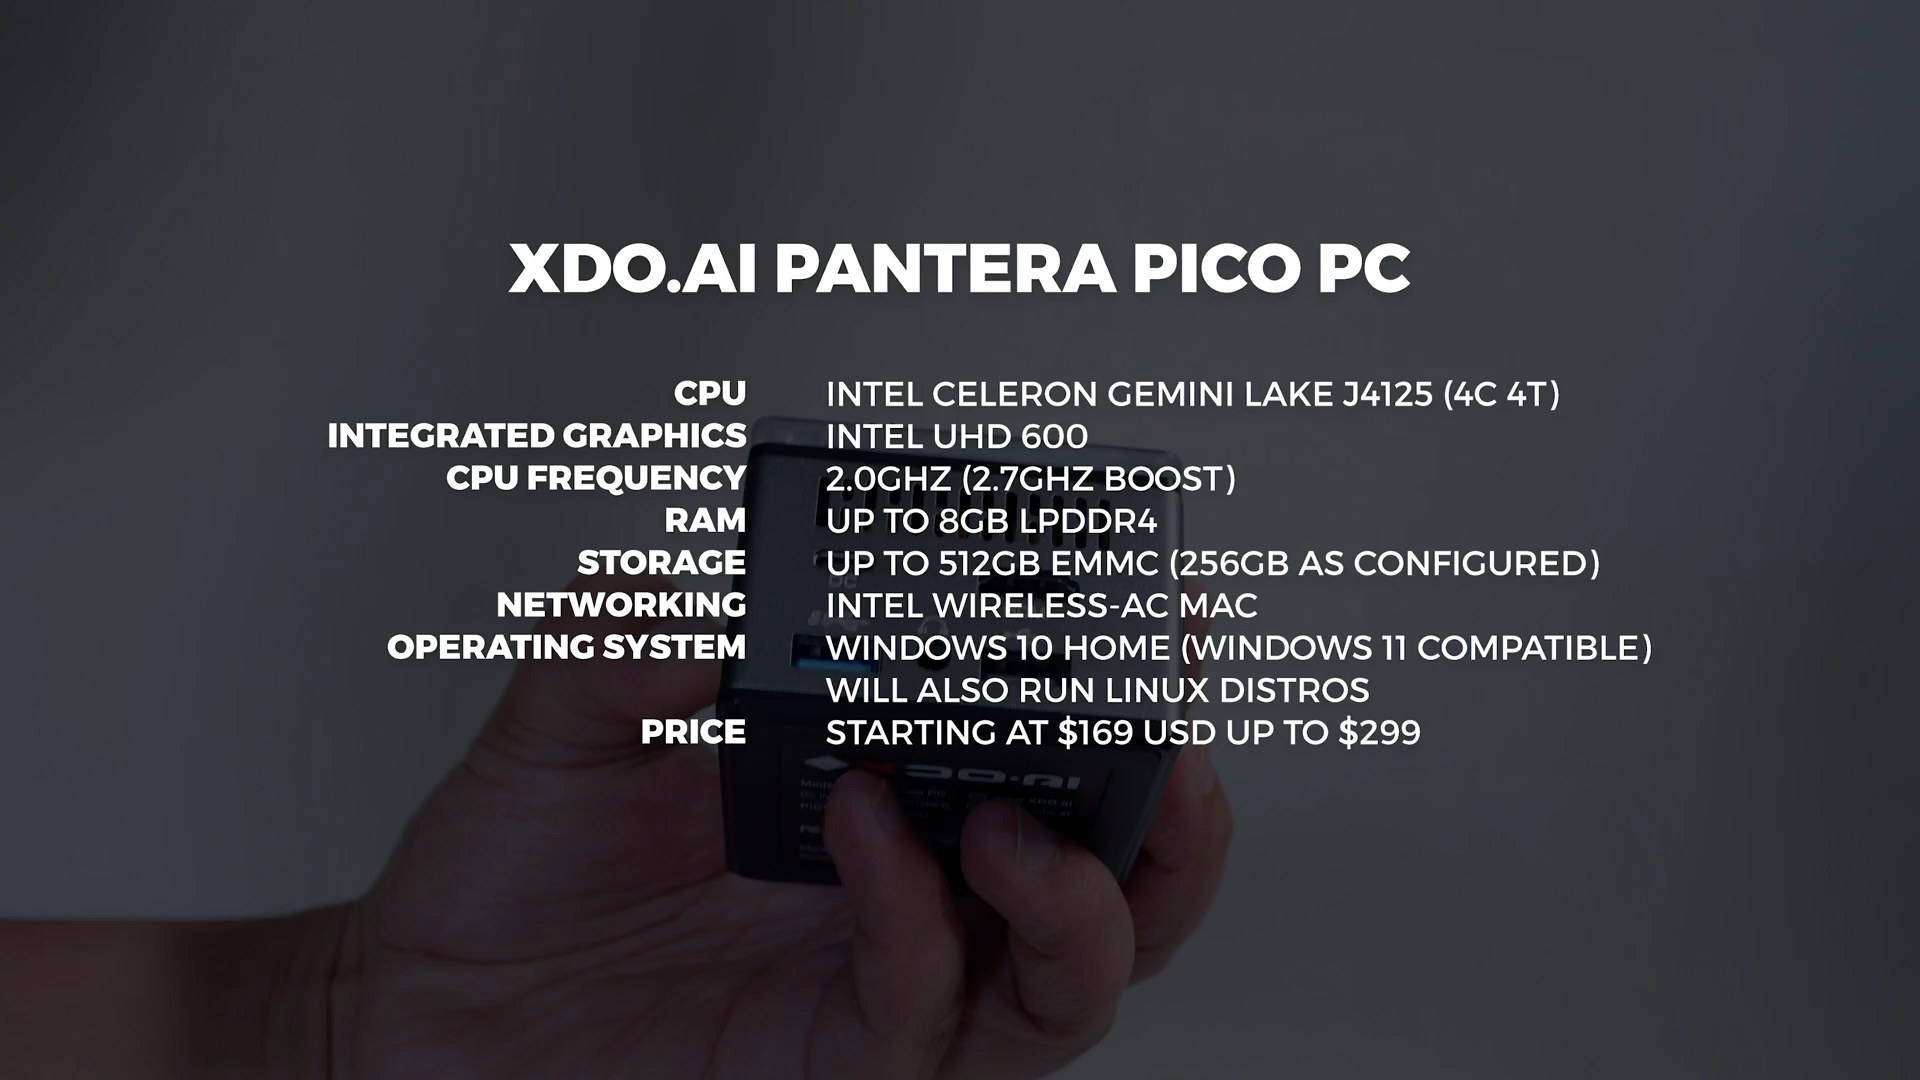 XDO.AI PANTERA PICO PC
CPU INTEL CELERON GEMINI LAKE J4125 (4C 4T)
INTEGRATED GRAPHICS INTEL UHD 600
CPU FREQUENCY 2.0GHZ (2.7GHZ BOOST)
RAM UP TO 8GB LPDDR4
STORAGE UP TO 512GB EMMC (256GB AS CONFIGURED)
NETWORKING INTEL WIRELESS-AC MAC
OPERATING SYSTEM WINDOWS 10 HOME (WINDOWS 11 COMPATIBLE)
WILL ALSO RUN LINUX DISTROS
PRICE STARTING AT $169 USD UP TO $299
DC
XDO.AI